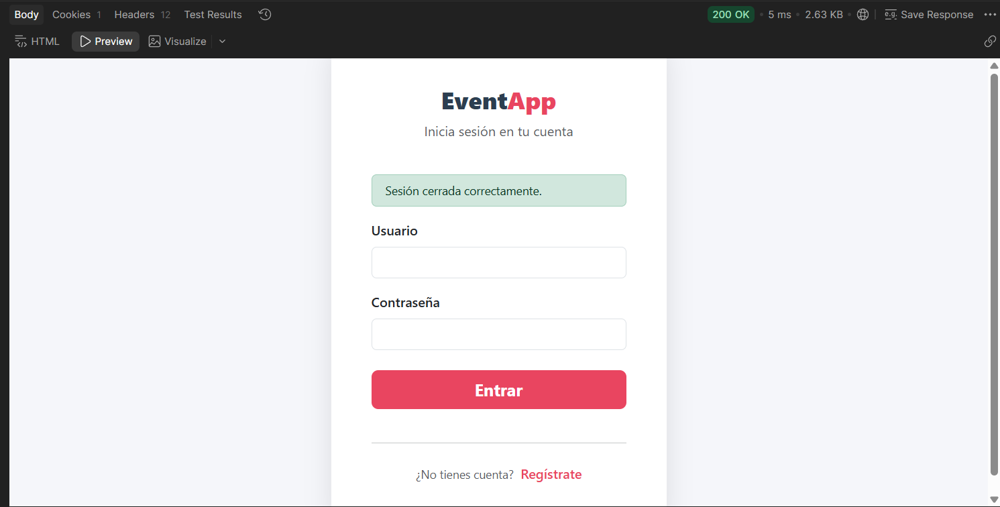 Body Cookies 1 Headers 12 Test Results 200 OK • 5 ms • 2.63 KB • e.g. Save Response
HTML Preview Visualize
EventApp
Inicia sesión en tu cuenta
Sesión cerrada correctamente.
Usuario
Contraseña
Entrar
¿No tienes cuenta? Regístrate